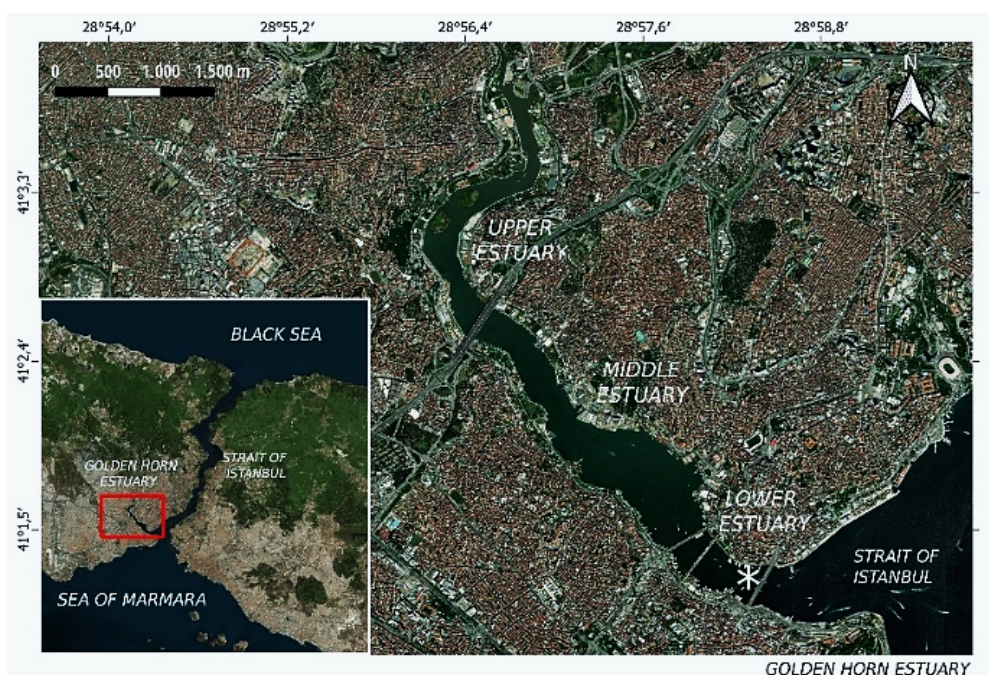 28°54,0′ 28°55,2′ 28°56,4′ 28°57,6′ 28°58,8′
0 500 1.000 1.500 m
N
41°3,3′
UPPER
ESTUARY
41°2,4′
BLACK SEA
MIDDLE
ESTUARY
STRAIT OF
ISTANBUL
GOLDEN HORN
ESTUARY
41°1,5′
LOWER
ESTUARY
*
STRAIT OF
ISTANBUL
SEA OF MARMARA
GOLDEN HORN ESTUARY